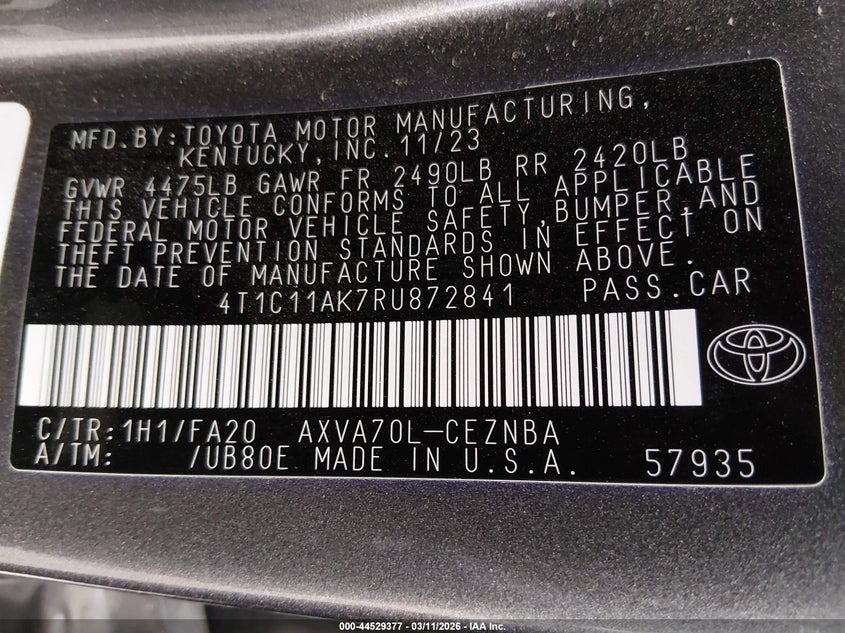 MFD.BY:TOYOTA MOTOR MANUFACTURING,
KENTUCKY,INC.11/23
GVWR 4475LB GAWR FR 2490LB RR 2420LB
THIS VEHICLE CONFORMS TO ALL APPLICABLE
FEDERAL MOTOR VEHICLE SAFETY,BUMPER,AND
THEFT PREVENTION STANDARDS IN EFFECT ON
THE DATE OF MANUFACTURE SHOWN ABOVE.
4T1C11AK7RU872841 PASS.CAR
C/TR:1H1/FA20 AXVA70L-CEZNBA
A/TM: /UB80E MADE IN U.S.A. 57935
000-44529377 - 03/11/2026 - IAA Inc.